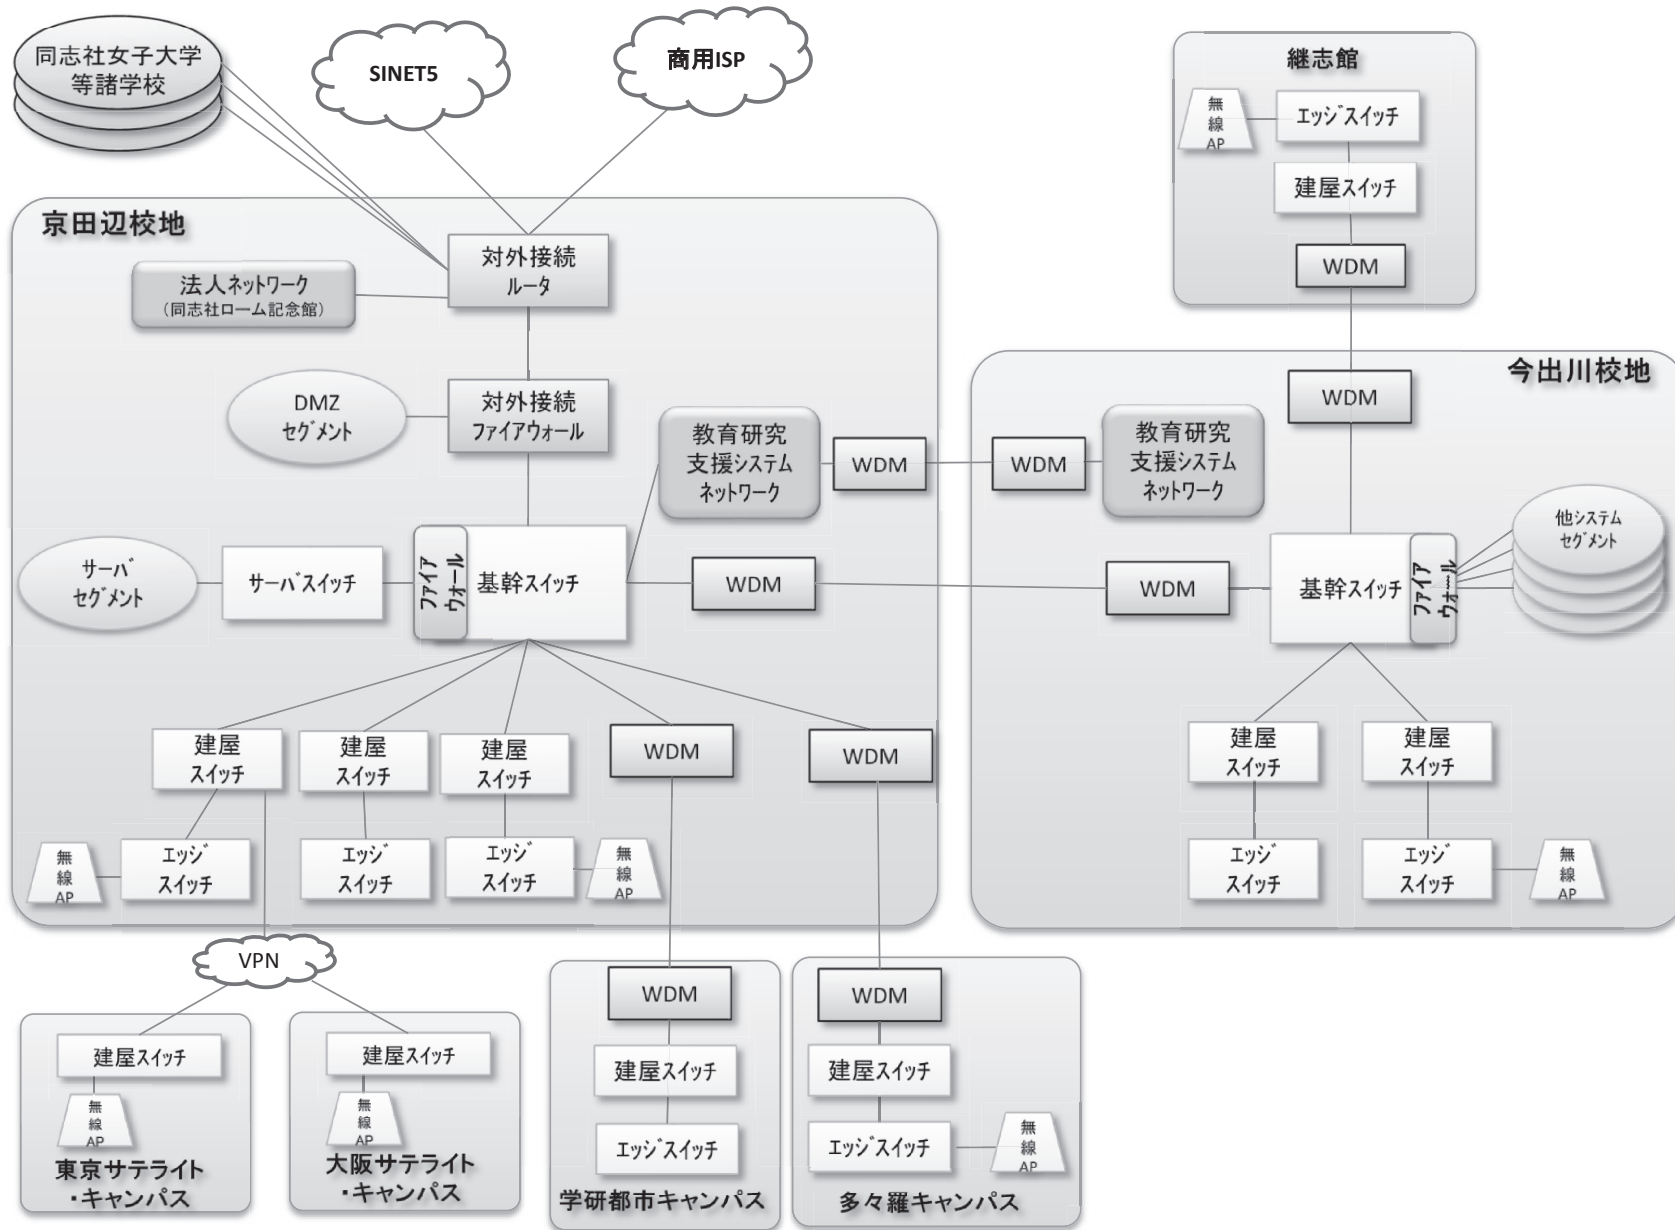 同志社女子大学
等諸学校
SINET5
商用ISP
継志館
無
線
AP
エッジスイッチ
建屋スイッチ
WDM
京田辺校地
対外接続
ルータ
法人ネットワーク
（同志社ローム記念館）
DMZ
セグメント
対外接続
ファイアウォール
教育研究
支援システム
ネットワーク
WDM
サーバ
セグメント
サーバスイッチ
ファイア
ウォール
基幹スイッチ
WDM
建屋
スイッチ
建屋
スイッチ
建屋
スイッチ
WDM
WDM
無
線
AP
エッジ
スイッチ
エッジ
スイッチ
エッジ
スイッチ
無
線
AP
今出川校地
WDM
WDM
教育研究
支援システム
ネットワーク
WDM
基幹スイッチ
ファイア
ウォール
他システム
セグメント
建屋
スイッチ
建屋
スイッチ
エッジ
スイッチ
エッジ
スイッチ
無
線
AP
VPN
建屋スイッチ
無
線
AP
東京サテライト
・キャンパス
建屋スイッチ
無
線
AP
大阪サテライト
・キャンパス
WDM
建屋スイッチ
エッジスイッチ
学研都市キャンパス
WDM
建屋スイッチ
エッジスイッチ
無
線
AP
多々羅キャンパス